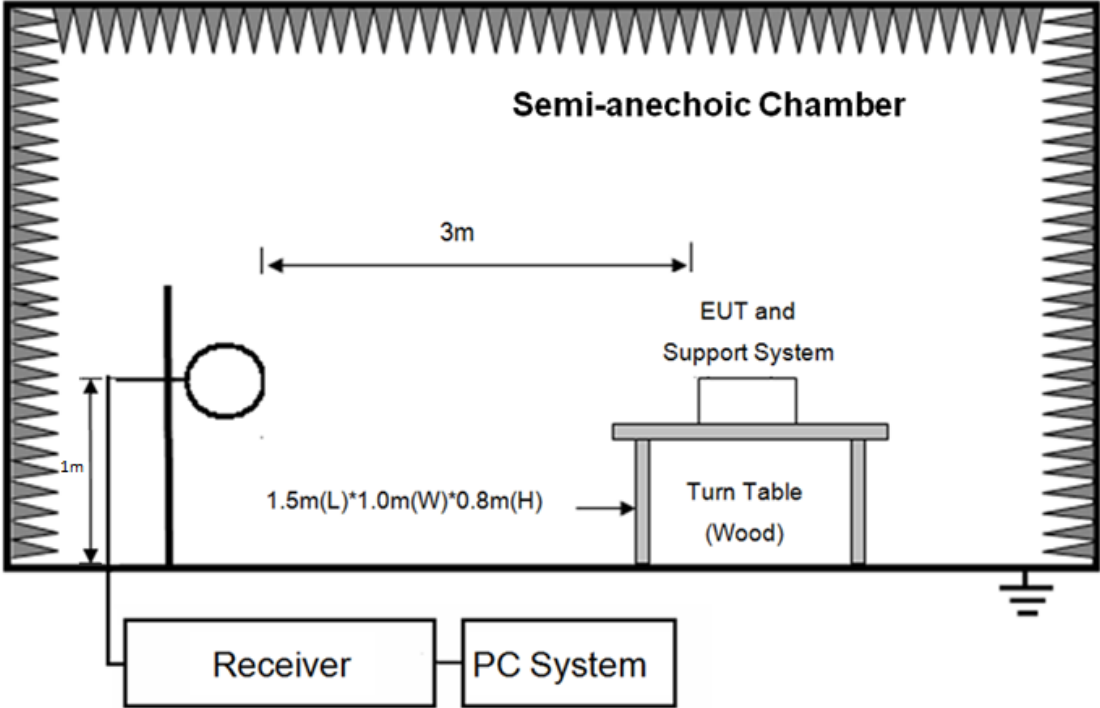 Semi-anechoic Chamber
3m
EUT and
Support System
1m
1.5m(L)*1.0m(W)*0.8m(H)
Turn Table
(Wood)
Receiver
PC System